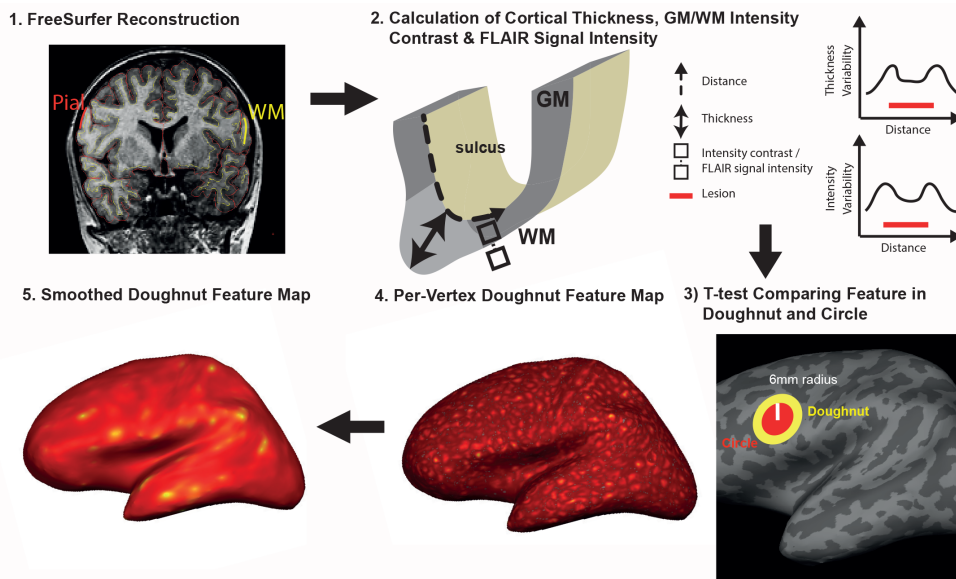 1. FreeSurfer Reconstruction
Pial
WM
2. Calculation of Cortical Thickness, GM/WM Intensity
Contrast & FLAIR Signal Intensity
GM
sulcus
WM
Distance
Thickness
Intensity contrast /
FLAIR signal intensity
Lesion
Thickness
Variability
Distance
Intensity
Variability
Distance
3) T-test Comparing Feature in
Doughnut and Circle
6mm radius
Doughnut
Circle
4. Per-Vertex Doughnut Feature Map
5. Smoothed Doughnut Feature Map